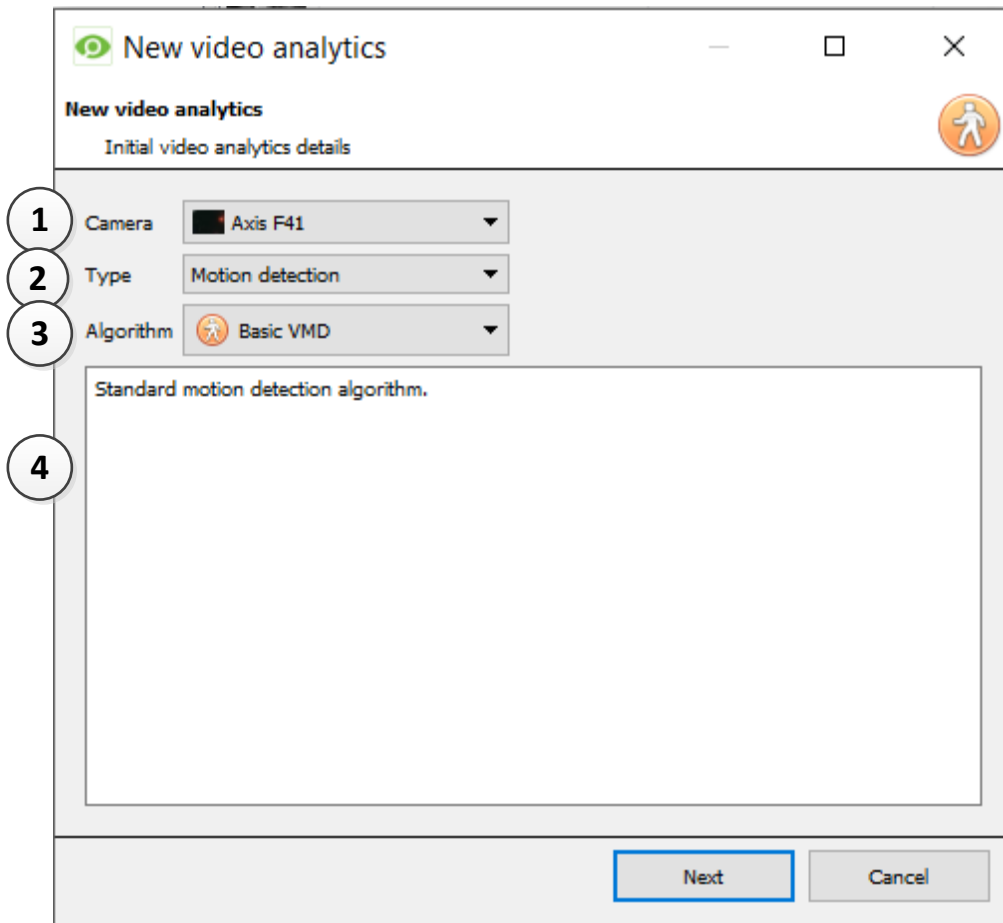 New video analytics
New video analytics
Initial video analytics details
1 Camera Axis F41
2 Type Motion detection
3 Algorithm Basic VMD
Standard motion detection algorithm.
4
Next Cancel